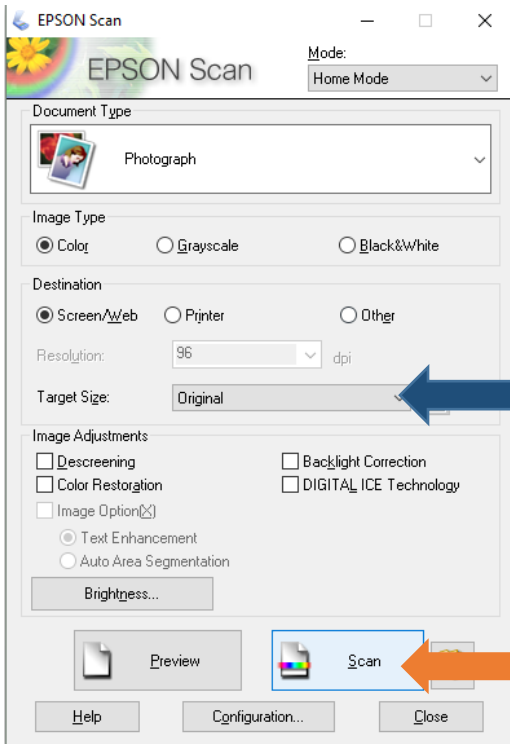 EPSON Scan
EPSON Scan
Mode:
Home Mode
Document Type
Photograph
Image Type
Color Grayscale Black&White
Destination
Screen/Web Printer Other
Resolution: 96 dpi
Target Size: Original
Image Adjustments
Descreening Backlight Correction
Color Restoration DIGITAL ICE Technology
Image Option(X)
Text Enhancement
Auto Area Segmentation
Brightness...
Preview Scan
Help Configuration... Close